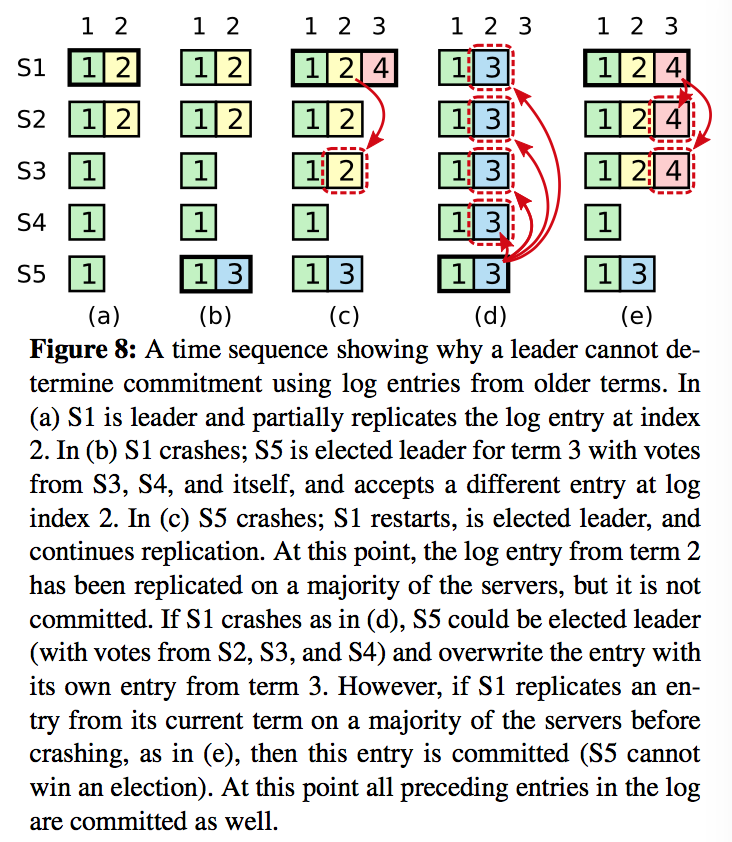 1 2 1 2 1 2 3 1 2 3 1 2 3
S1 1 2 1 2 1 2 4 1 3 1 2 4
S2 1 2 1 2 1 2 1 3 1 2 4
S3 1 1 1 2 1 3 1 2 4
S4 1 1 1 1 3 1
S5 1 1 3 1 3 1 3 1 3
(a) (b) (c) (d) (e)
Figure 8: A time sequence showing why a leader cannot de-
termine commitment using log entries from older terms. In
(a) S1 is leader and partially replicates the log entry at index
2. In (b) S1 crashes; S5 is elected leader for term 3 with votes
from S3, S4, and itself, and accepts a different entry at log
index 2. In (c) S5 crashes; S1 restarts, is elected leader, and
continues replication. At this point, the log entry from term 2
has been replicated on a majority of the servers, but it is not
committed. If S1 crashes as in (d), S5 could be elected leader
(with votes from S2, S3, and S4) and overwrite the entry with
its own entry from term 3. However, if S1 replicates an en-
try from its current term on a majority of the servers before
crashing, as in (e), then this entry is committed (S5 cannot
win an election). At this point all preceding entries in the log
are committed as well.